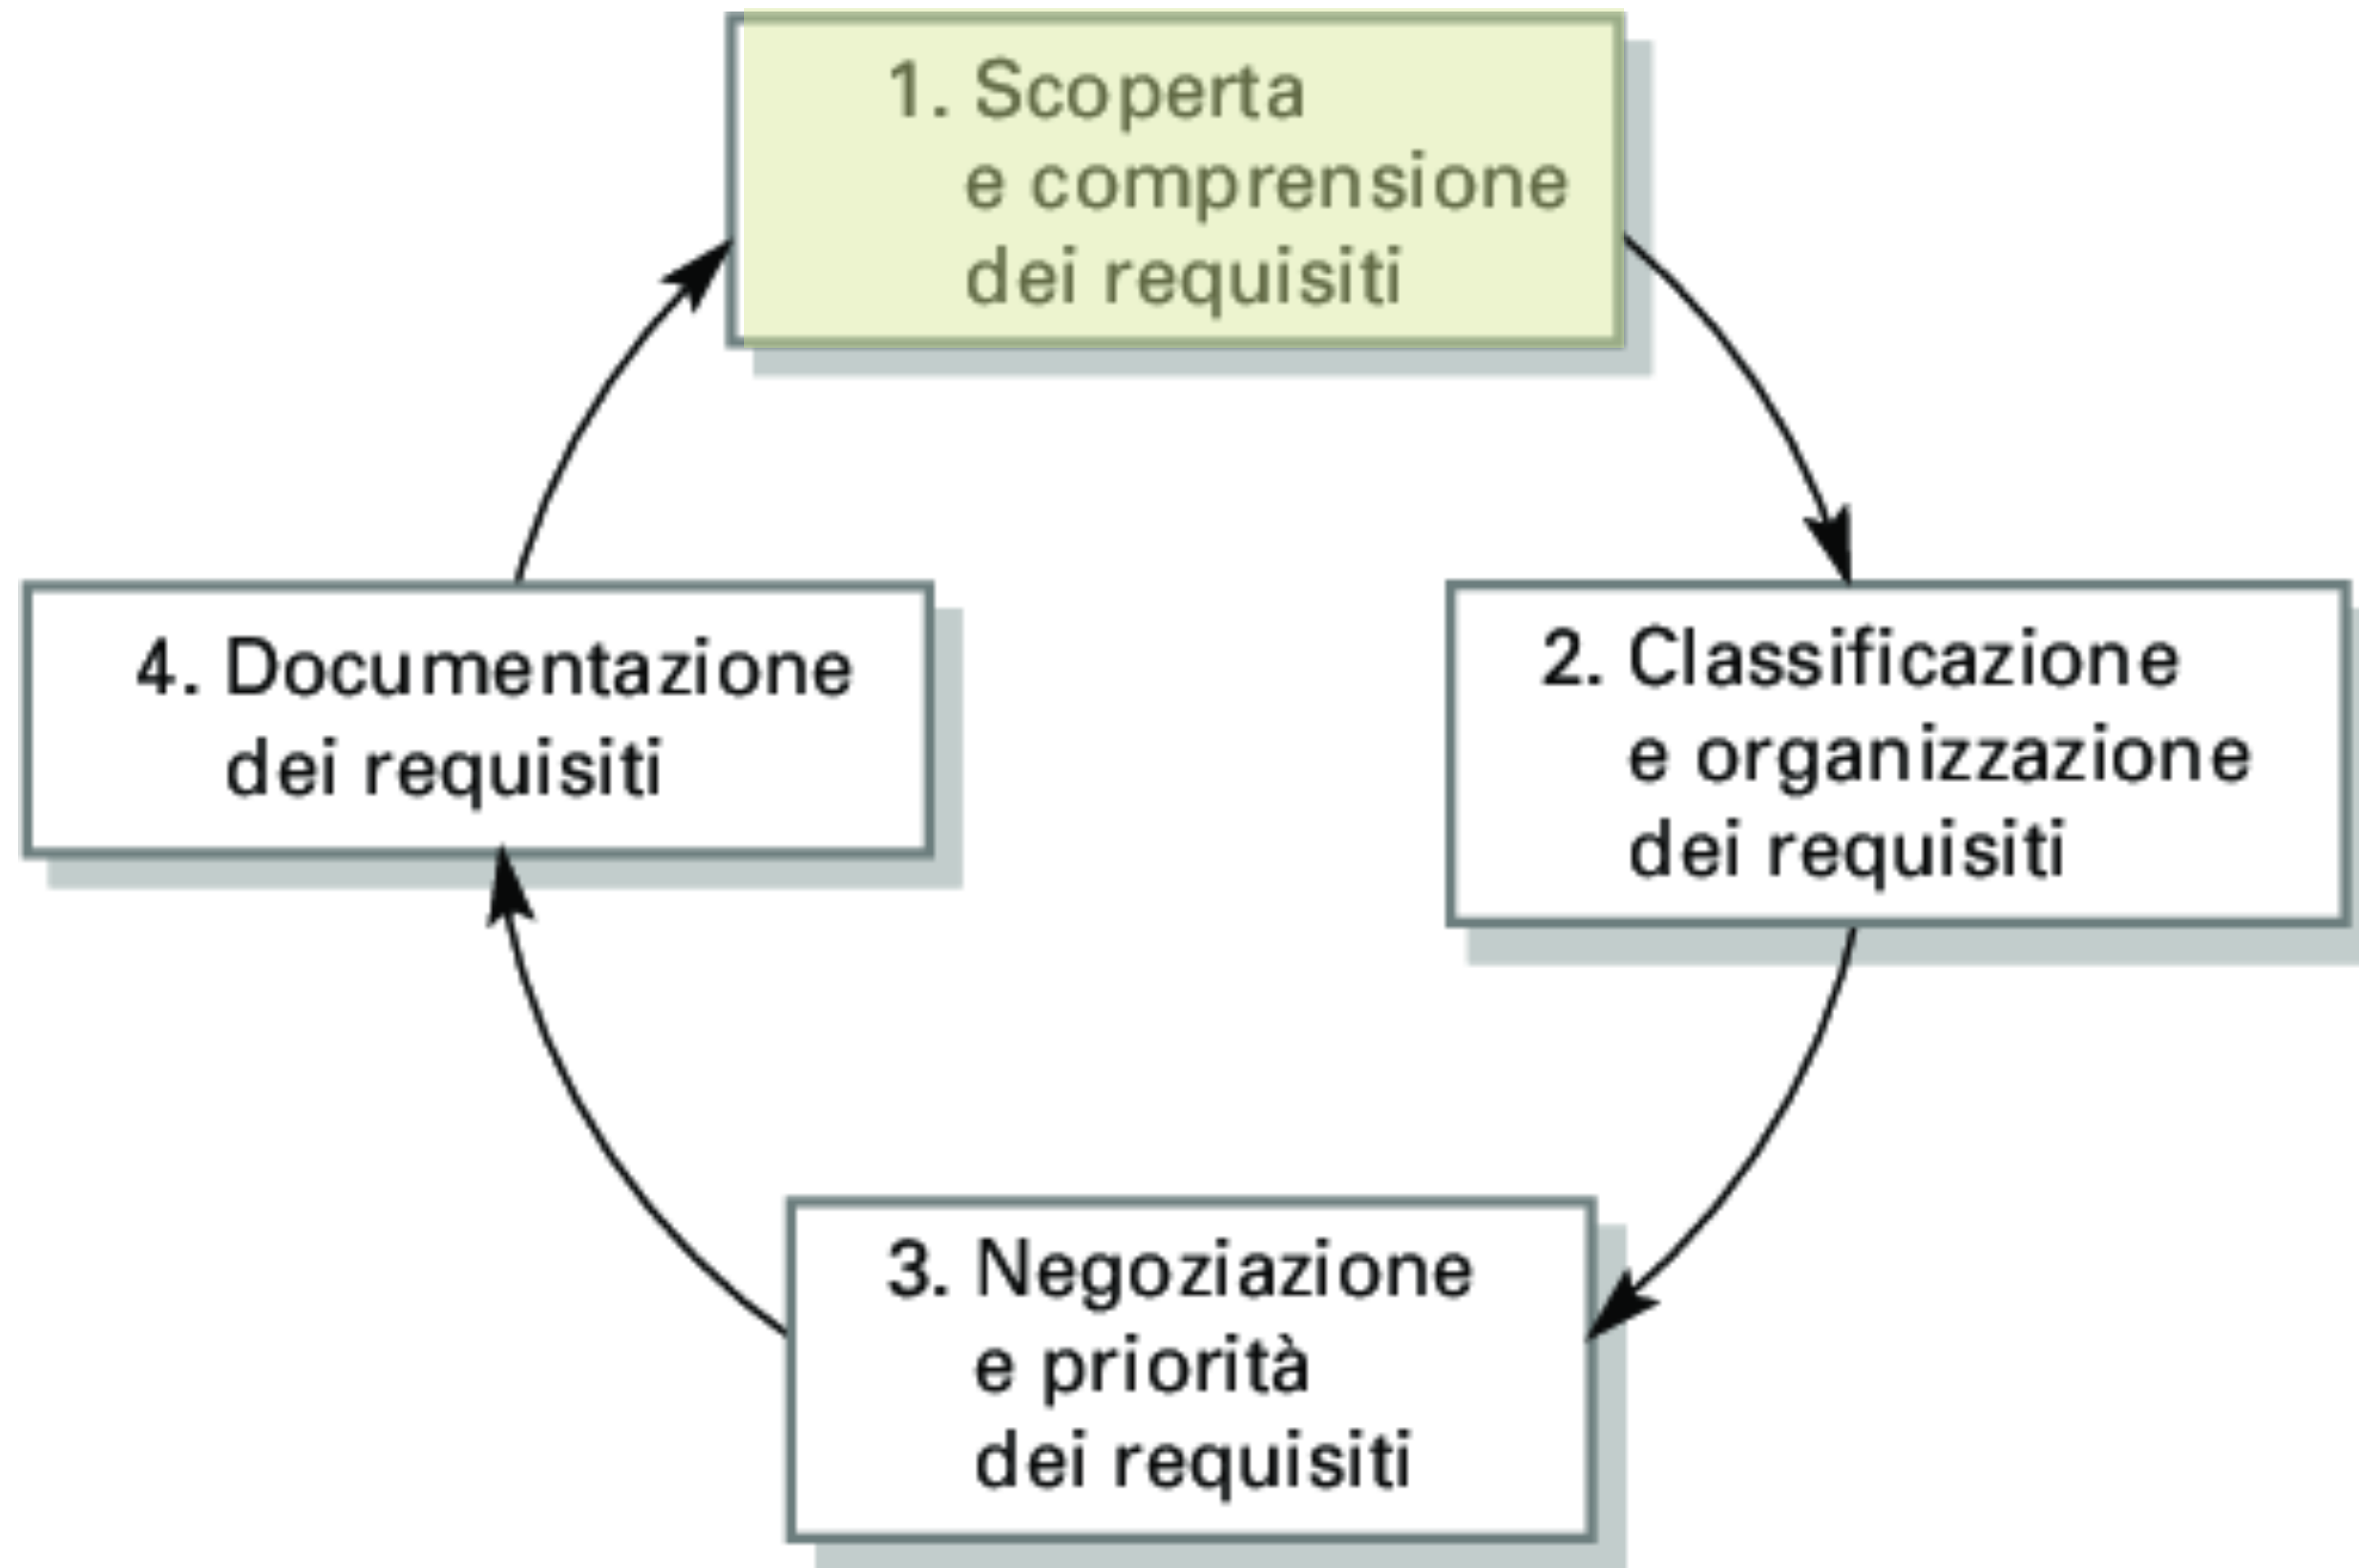 1. Scoperta
e comprensione
dei requisiti
2. Classificazione
e organizzazione
dei requisiti
3. Negoziazione
e priorità
dei requisiti
4. Documentazione
dei requisiti